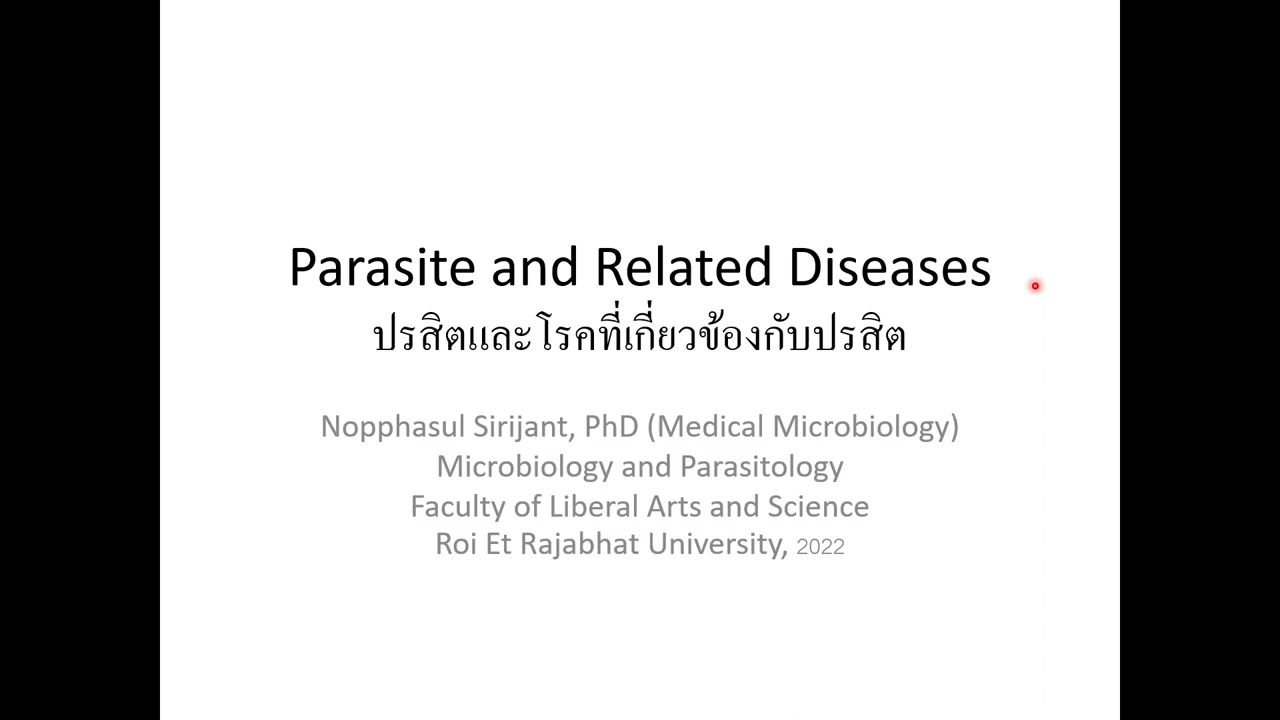 Parasite and Related Diseases
ปรสิตและโรคที่เกี่ยวข้องกับปรสิต
Nopphasul Sirijant, PhD (Medical Microbiology)
Microbiology and Parasitology
Faculty of Liberal Arts and Science
Roi Et Rajabhat University, 2022